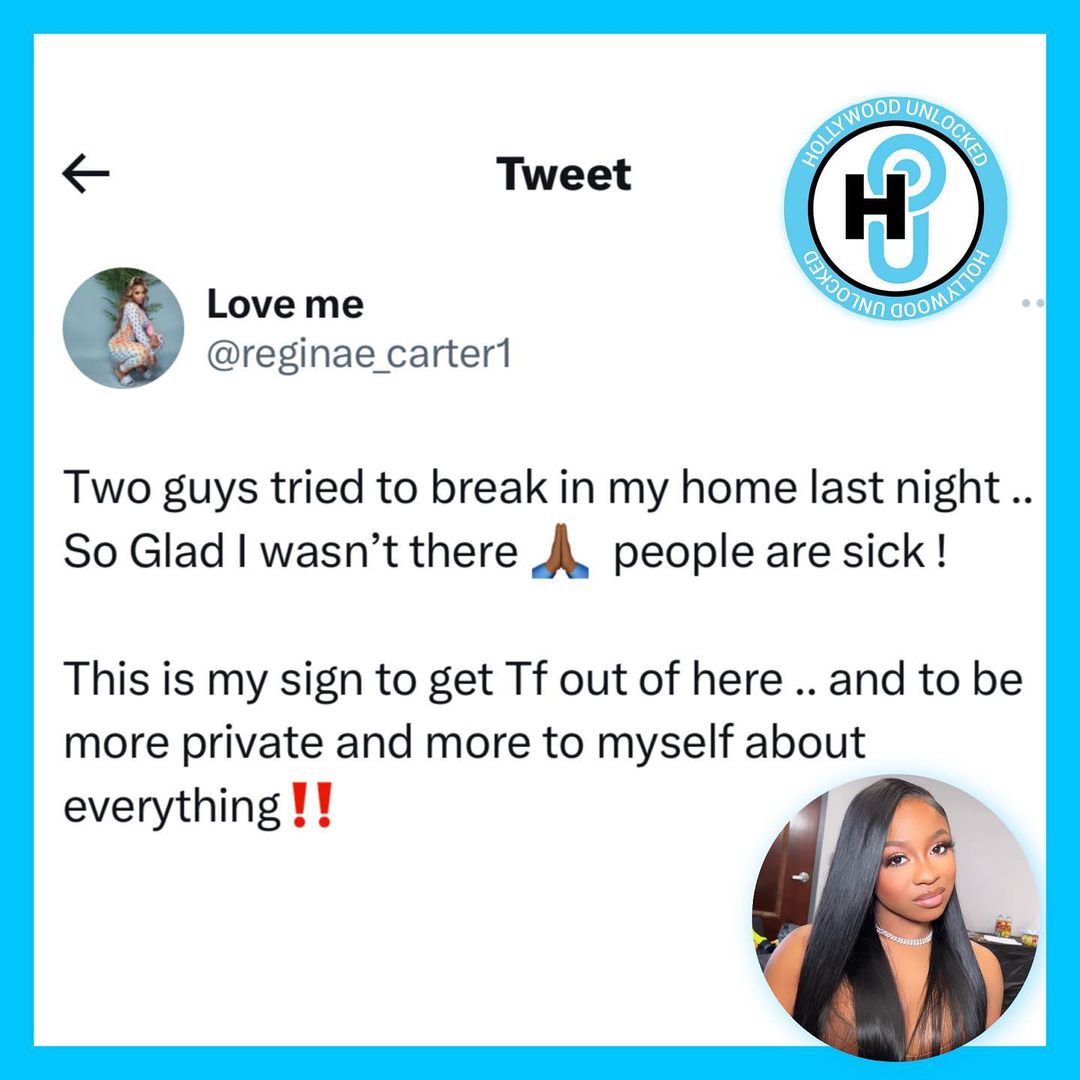 HOLLYWOOD UNLOCKED
H
U
HOLLYWOOD UNLOCKED
← Tweet
Love me
@reginae_carter1
Two guys tried to break in my home last night ..
So Glad I wasn’t there 🙏🏾 people are sick !
This is my sign to get Tf out of here .. and to be
more private and more to myself about
everything‼️